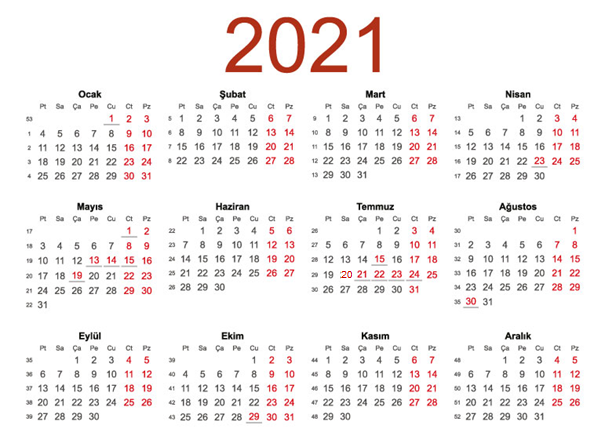 2021
Ocak
Pt Sa Ça Pe Cu Ct Pz
53 1 2 3
1 4 5 6 7 8 9 10
2 11 12 13 14 15 16 17
3 18 19 20 21 22 23 24
4 25 26 27 28 29 30 31
Şubat
Pt Sa Ça Pe Cu Ct Pz
5 1 2 3 4 5 6 7
6 8 9 10 11 12 13 14
7 15 16 17 18 19 20 21
8 22 23 24 25 26 27 28
Mart
Pt Sa Ça Pe Cu Ct Pz
9 1 2 3 4 5 6 7
10 8 9 10 11 12 13 14
11 15 16 17 18 19 20 21
12 22 23 24 25 26 27 28
13 29 30 31
Nisan
Pt Sa Ça Pe Cu Ct Pz
13 1 2 3 4
14 5 6 7 8 9 10 11
15 12 13 14 15 16 17 18
16 19 20 21 22 23 24 25
17 26 27 28 29 30
Mayıs
Pt Sa Ça Pe Cu Ct Pz
17 1 2
18 3 4 5 6 7 8 9
19 10 11 12 13 14 15 16
20 17 18 19 20 21 22 23
21 24 25 26 27 28 29 30
22 31
Haziran
Pt Sa Ça Pe Cu Ct Pz
22 1 2 3 4 5 6
23 7 8 9 10 11 12 13
24 14 15 16 17 18 19 20
25 21 22 23 24 25 26 27
26 28 29 30
Temmuz
Pt Sa Ça Pe Cu Ct Pz
26 1 2 3 4
27 5 6 7 8 9 10 11
28 12 13 14 15 16 17 18
29 19 20 21 22 23 24 25
30 26 27 28 29 30 31
Ağustos
Pt Sa Ça Pe Cu Ct Pz
30 1
31 2 3 4 5 6 7 8
32 9 10 11 12 13 14 15
33 16 17 18 19 20 21 22
34 23 24 25 26 27 28 29
35 30 31
Eylül
Pt Sa Ça Pe Cu Ct Pz
35 1 2 3 4 5
36 6 7 8 9 10 11 12
37 13 14 15 16 17 18 19
38 20 21 22 23 24 25 26
39 27 28 29 30
Ekim
Pt Sa Ça Pe Cu Ct Pz
39 1 2 3
40 4 5 6 7 8 9 10
41 11 12 13 14 15 16 17
42 18 19 20 21 22 23 24
43 25 26 27 28 29 30 31
Kasım
Pt Sa Ça Pe Cu Ct Pz
44 1 2 3 4 5 6 7
45 8 9 10 11 12 13 14
46 15 16 17 18 19 20 21
47 22 23 24 25 26 27 28
48 29 30
Aralık
Pt Sa Ça Pe Cu Ct Pz
48 1 2 3 4 5
49 6 7 8 9 10 11 12
50 13 14 15 16 17 18 19
51 20 21 22 23 24 25 26
52 27 28 29 30 31